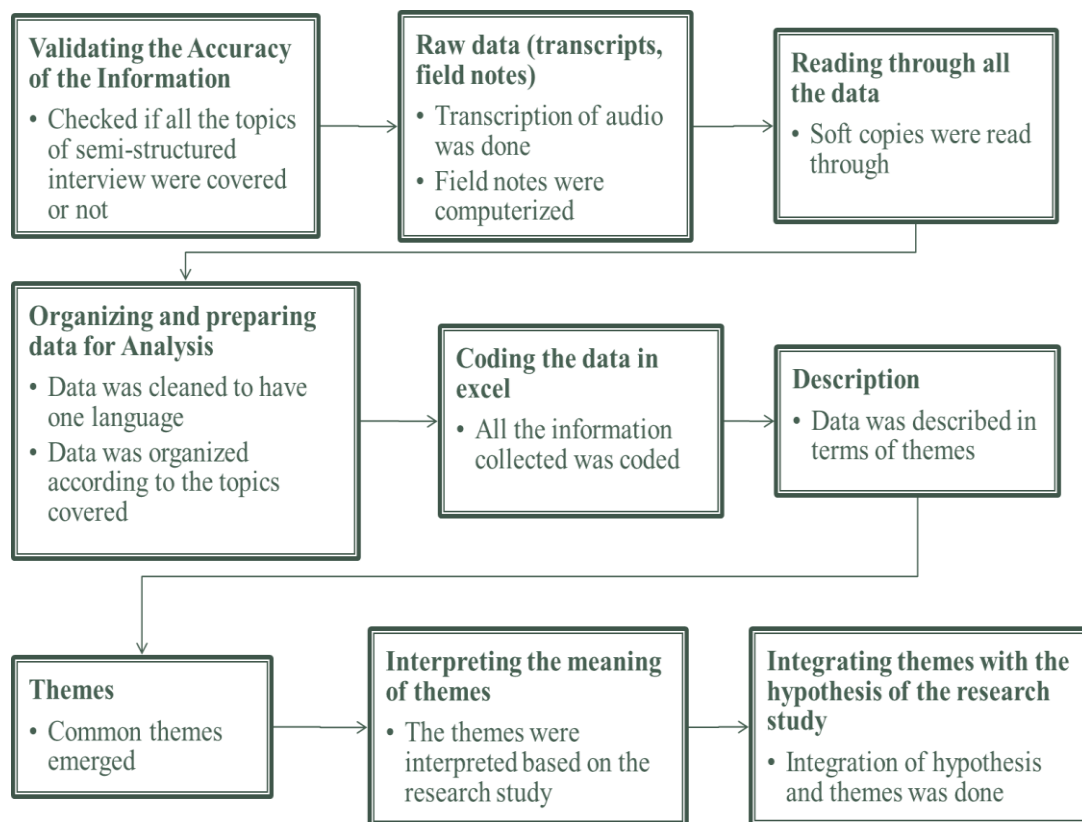 Validating the Accuracy
of the Information
• Checked if all the topics
of semi-structured
interview were covered
or not
Raw data (transcripts,
field notes)
• Transcription of audio
was done
• Field notes were
computerized
Reading through all
the data
• Soft copies were read
through
Organizing and preparing
data for Analysis
• Data was cleaned to have
one language
• Data was organized
according to the topics
covered
Coding the data in
excel
• All the information
collected was coded
Description
• Data was described in
terms of themes
Themes
• Common themes
emerged
Interpreting the meaning
of themes
• The themes were
interpreted based on the
research study
Integrating themes with the
hypothesis of the research
study
• Integration of hypothesis
and themes was done